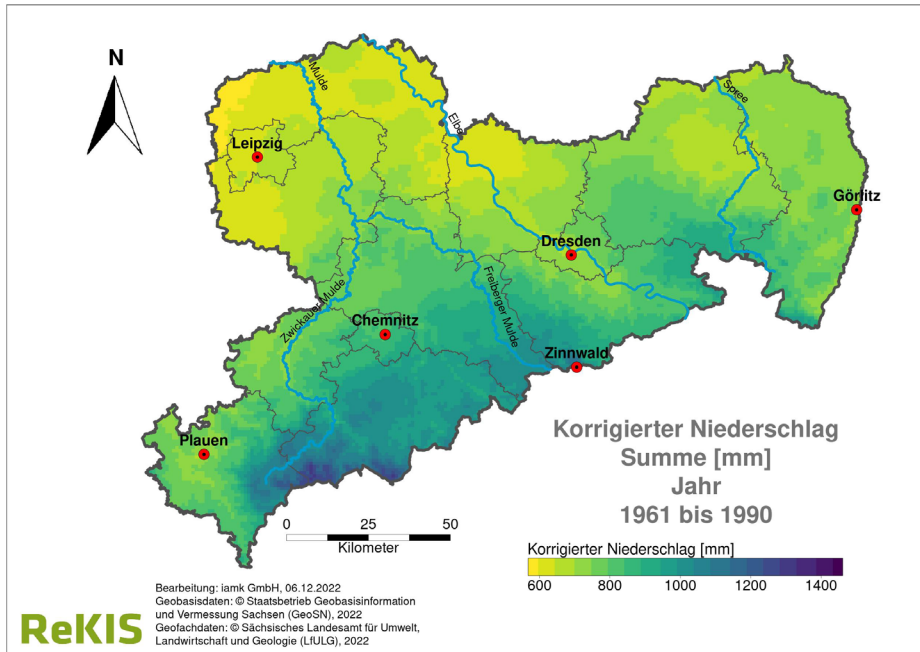 N
Mulde
Elbe
Spree
Leipzig
Görlitz
Dresden
Zwickauer Mulde
Freiberger Mulde
Chemnitz
Zinnwald
Plauen
Korrigierter Niederschlag
Summe [mm]
Jahr
1961 bis 1990
0 25 50
Kilometer
Korrigierter Niederschlag [mm]
600 800 1000 1200 1400
ReKIS
Bearbeitung: iamk GmbH, 06.12.2022
Geobasisdaten: © Staatsbetrieb Geobasisinformation
und Vermessung Sachsen (GeoSN), 2022
Geofachdaten: © Sächsisches Landesamt für Umwelt,
Landwirtschaft und Geologie (LfULG), 2022